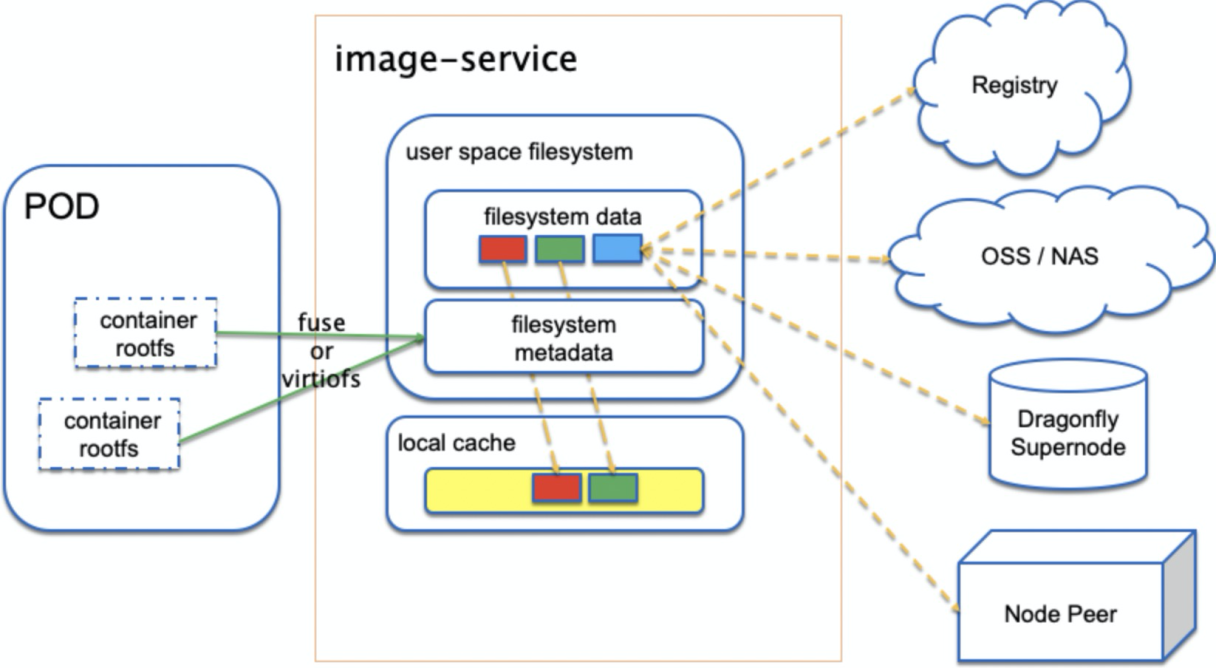 image-service
POD
container
rootfs
container
rootfs
fuse
or
virtiofs
user space filesystem
filesystem data
filesystem
metadata
local cache
Registry
OSS / NAS
Dragonfly
Supernode
Node Peer